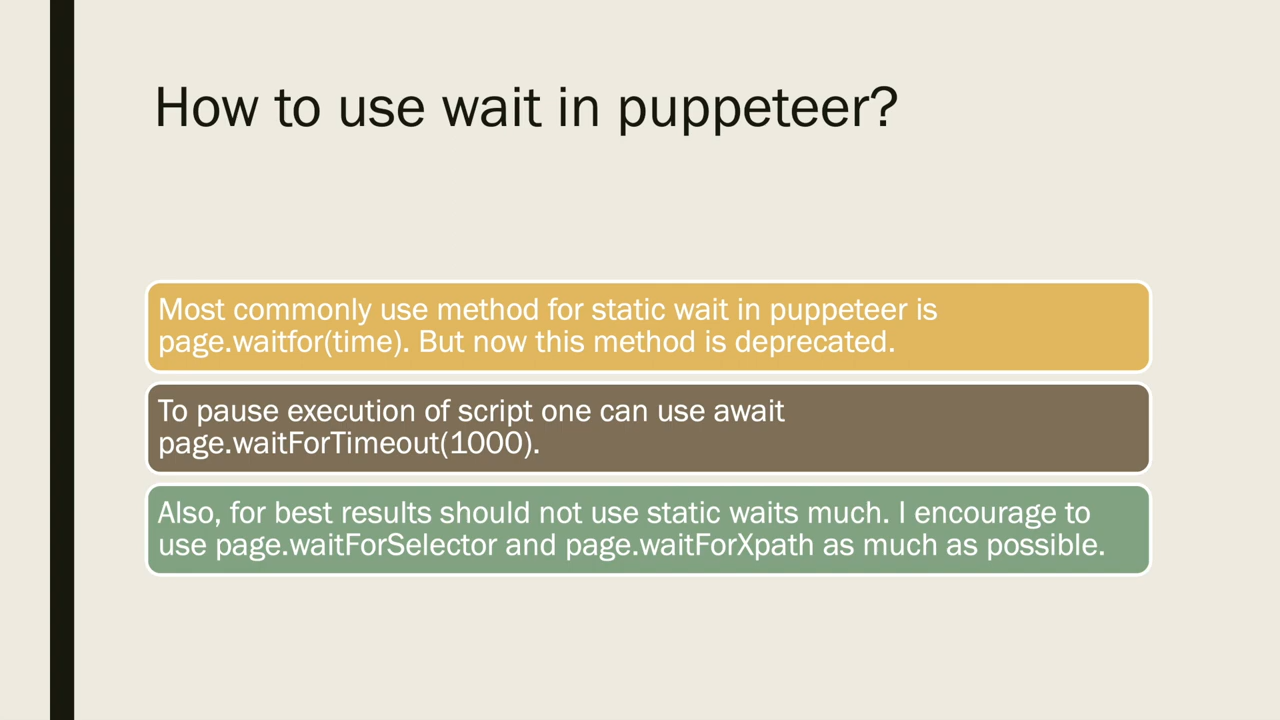 How to use wait in puppeteer?
Most commonly use method for static wait in puppeteer is
page.waitfor(time). But now this method is deprecated.
To pause execution of script one can use await
page.waitForTimeout(1000).
Also, for best results should not use static waits much. I encourage to
use page.waitForSelector and page.waitForXpath as much as possible.